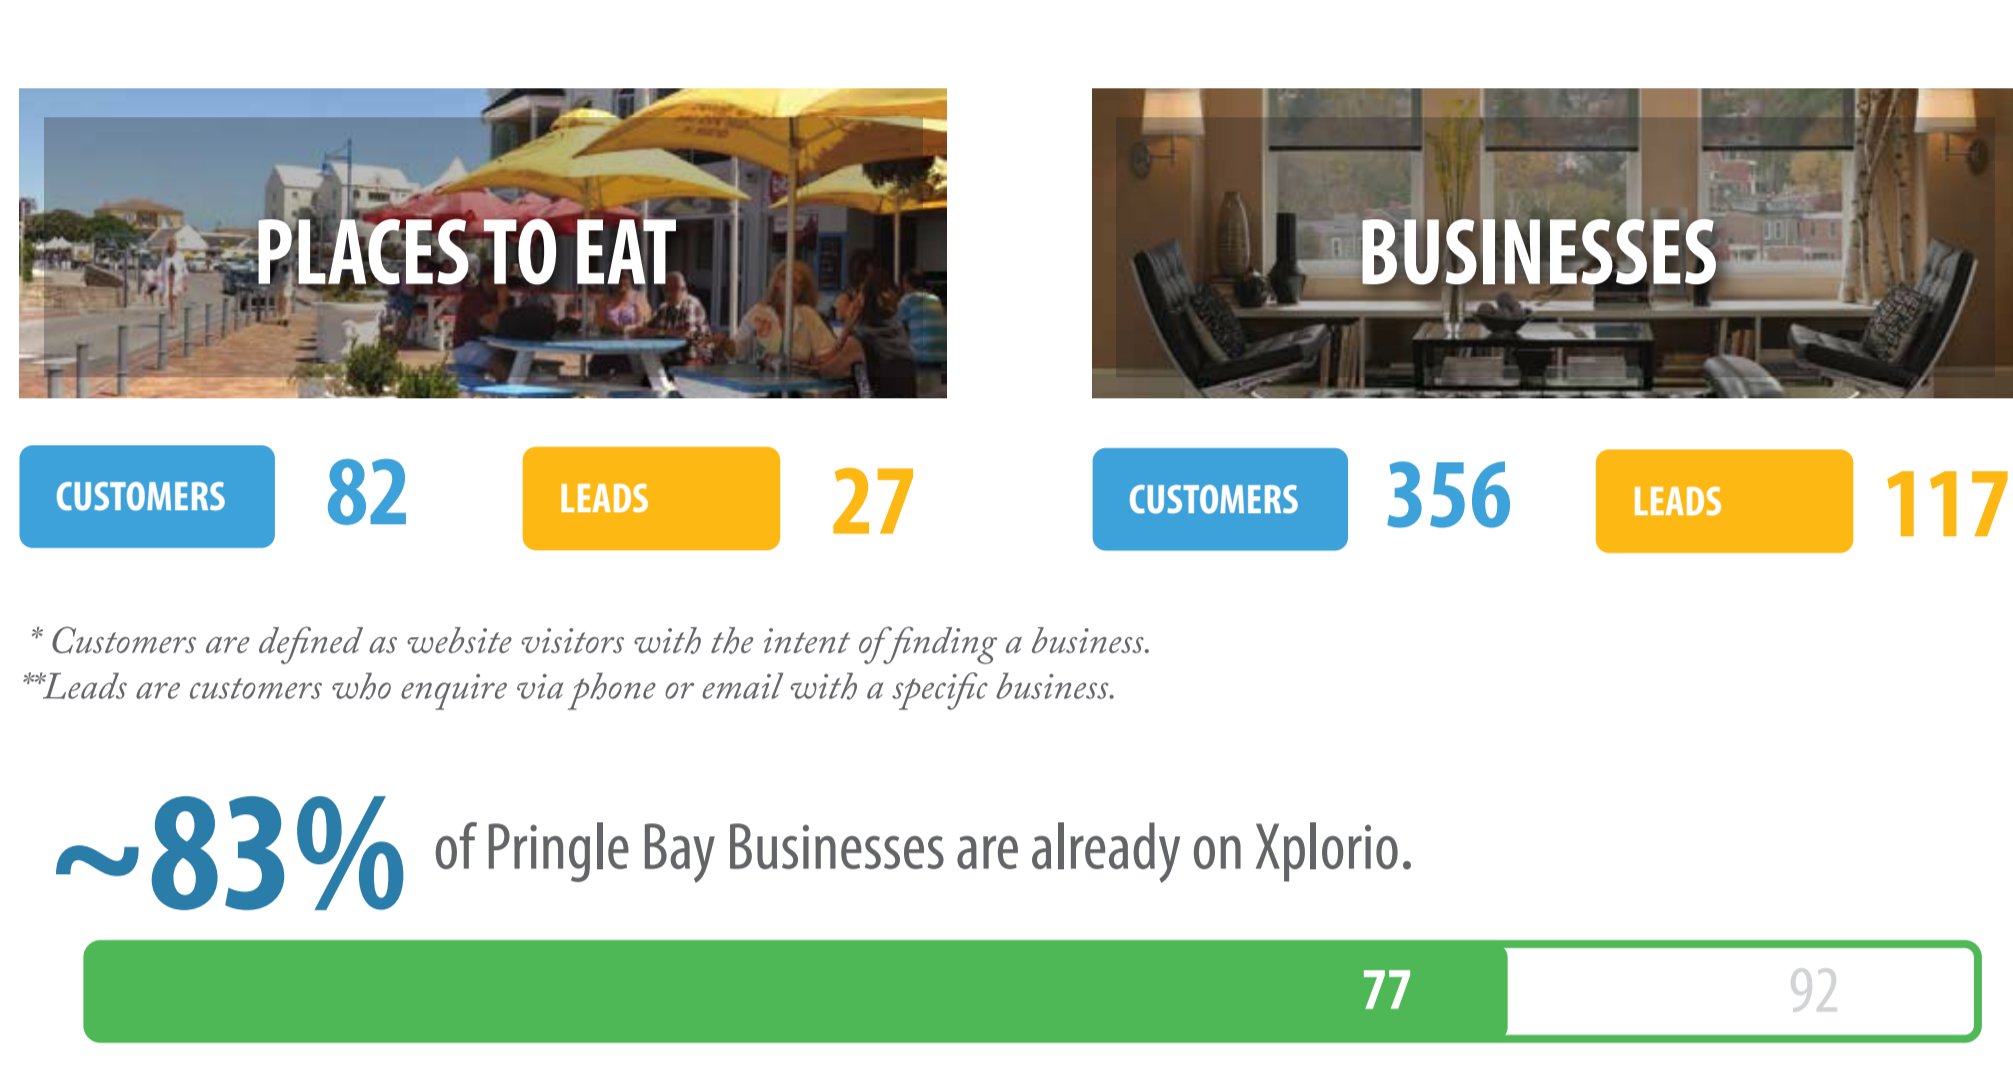 PLACES TO EAT
BUSINESSES
CUSTOMERS 82 LEADS 27
CUSTOMERS 356 LEADS 117
* Customers are defined as website visitors with the intent of finding a business.
**Leads are customers who enquire via phone or email with a specific business.
~83% of Pringle Bay Businesses are already on Xplorio.
77 92